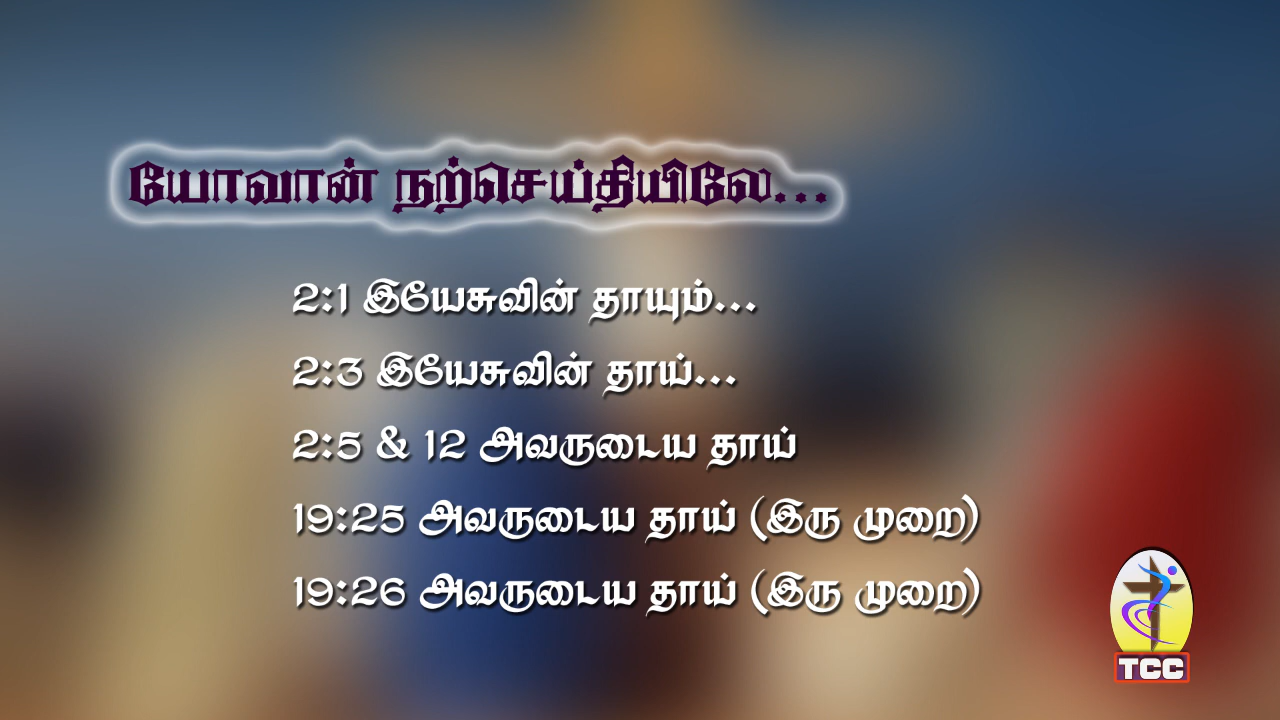 யோவான் நற்செய்தியிலே...
2:1 இயேசுவின் தாயும்...
2:3 இயேசுவின் தாய்...
2:5 & 12 அவருடைய தாய்
19:25 அவருடைய தாய் (இரு முறை)
19:26 அவருடைய தாய் (இரு முறை)
TCC